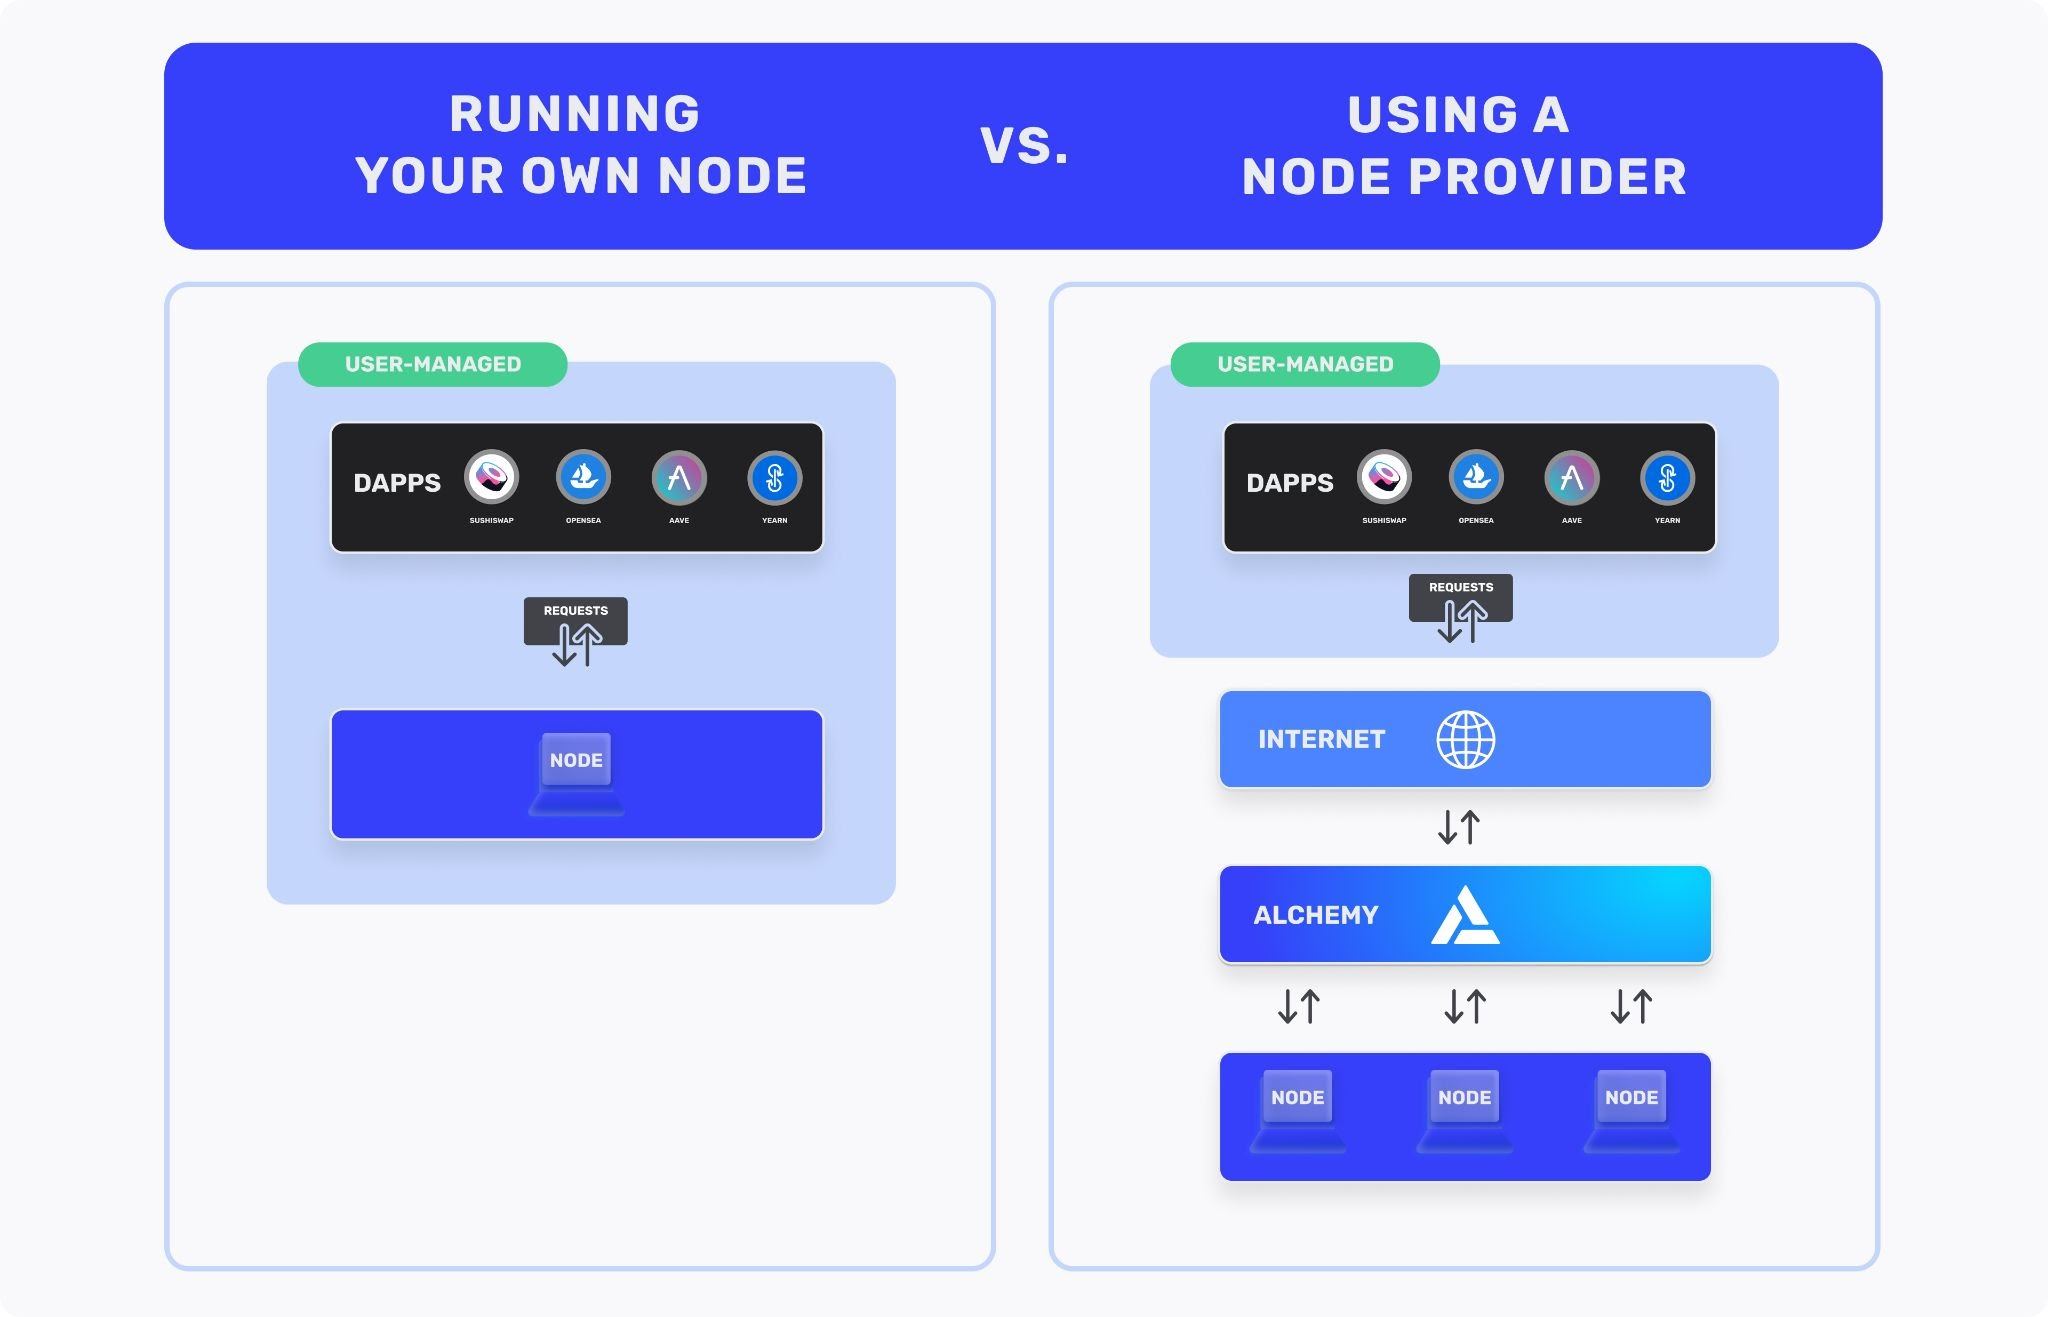 RUNNING
YOUR OWN NODE
VS.
USING A
NODE PROVIDER
USER-MANAGED
DAPPS
SUSHISWAP
OPENSEA
AAVE
YEARN
REQUESTS
NODE
USER-MANAGED
DAPPS
SUSHISWAP
OPENSEA
AAVE
YEARN
REQUESTS
INTERNET
ALCHEMY
NODE
NODE
NODE